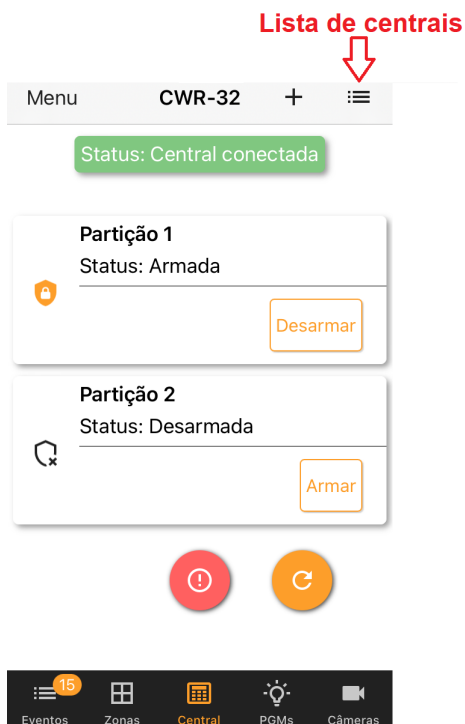 Lista de centrais
Menu CWR-32 +
Status: Central conectada
Partição 1
Status: Armada
Desarmar
Partição 2
Status: Desarmada
Armar
15
Eventos Zonas Central PGMs Câmeras